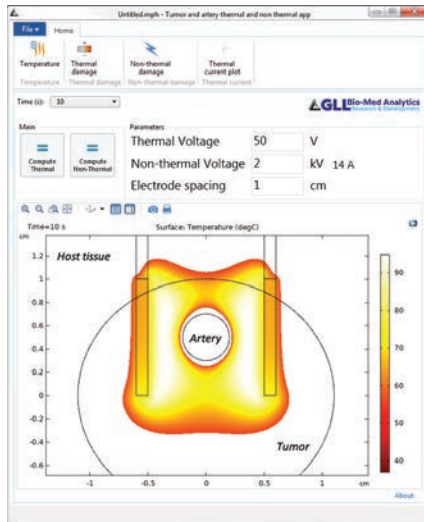 Untitled.mph - Tumor and artery thermal and non thermal app
File Home
Temperature Thermal damage Non-thermal damage Thermal current plot
Temperature Thermal damage Non-thermal damage Thermal current
Time (s): 10
GLL Bio-Med Analytics
Research & Development
Main Parameters
Compute Thermal Compute Non-Thermal
Thermal Voltage 50 V
Non-thermal Voltage 2 kV 14 A
Electrode spacing 1 cm
Time=10 s Surface: Temperature (degC)
cm
1.2
1
0.8
0.6
0.4
0.2
0
-0.2
-0.4
-0.6
Host tissue
Artery
Tumor
90
80
70
60
50
40
-1 -0.5 0 0.5 1 cm
About